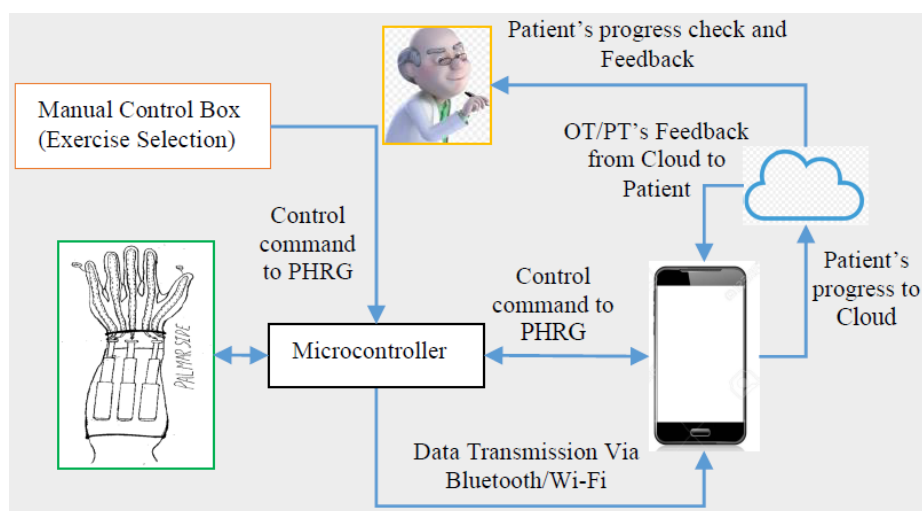 Patient’s progress check and
Feedback
Manual Control Box
(Exercise Selection)
OT/PT’s Feedback
from Cloud to
Patient
Control
command
to PHRG
Control
command to
PHRG
Patient’s
progress to
Cloud
PALMAR SIDE
Microcontroller
Data Transmission Via
Bluetooth/Wi-Fi